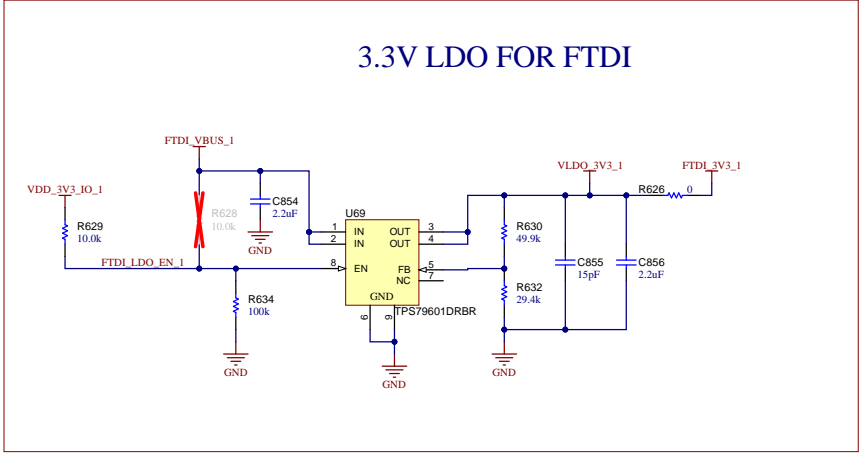 3.3V LDO FOR FTDI
FTDI_VBUS_1
VLDO_3V3_1
FTDI_3V3_1
VDD_3V3_IO_1
R626
0
R628
10.0k
C854
2.2uF
GND
R629
10.0k
U69
1
IN
OUT
3
2
IN
OUT
4
8
EN
FB
5
NC
7
GND
6
9
TPS79601DRBR
R630
49.9k
R632
29.4k
C855
15pF
C856
2.2uF
FTDI_LDO_EN_1
R634
100k
GND
GND
GND